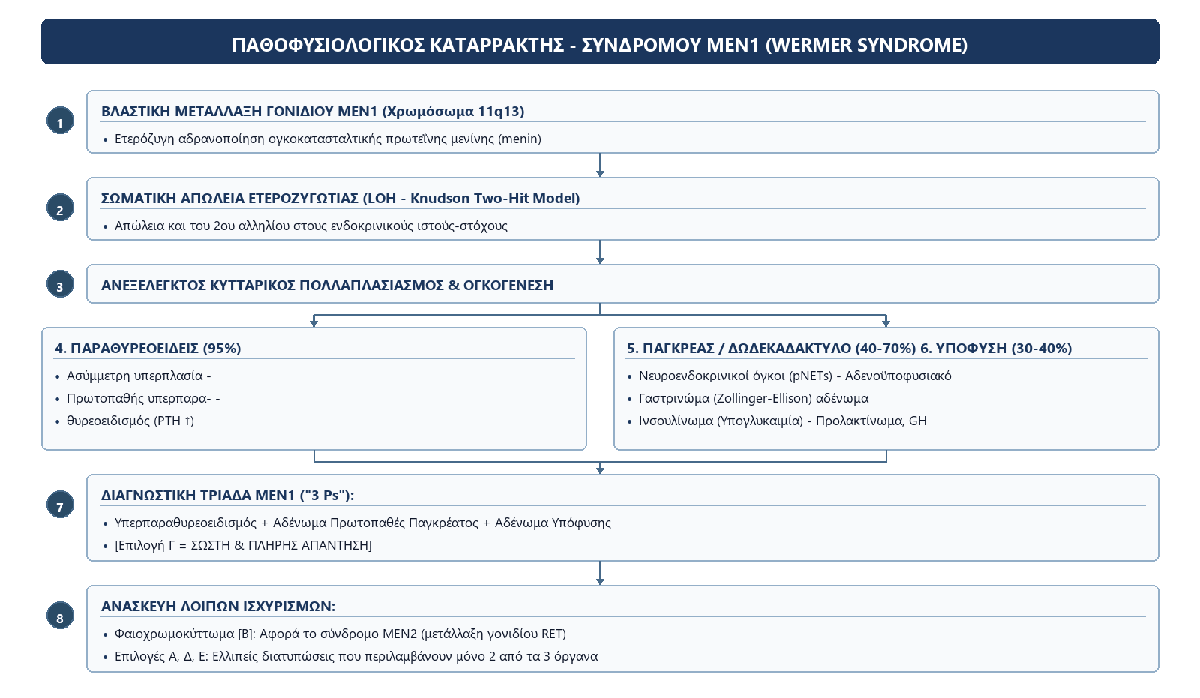 ΠΑΘΟΦΥΣΙΟΛΟΓΙΚΟΣ ΚΑΤΑΡΡΑΚΤΗΣ - ΣΥΝΔΡΟΜΟΥ MEN1 (WERMER SYNDROME)
1
ΒΛΑΣΤΙΚΗ ΜΕΤΑΛΛΑΞΗ ΓΟΝΙΔΙΟΥ MEN1 (Χρωμόσωμα 11q13)
• Ετερόζυγη αδρανοποίηση ογκοκατασταλτικής πρωτεΐνης μενίνης (menin)
2
ΣΩΜΑΤΙΚΗ ΑΠΩΛΕΙΑ ΕΤΕΡΟΖΥΓΩΤΙΑΣ (LOH - Knudson Two-Hit Model)
• Απώλεια και του 2ου αλληλίου στους ενδοκρινικούς ιστούς-στόχους
3
ΑΝΕΞΕΛΕΓΚΤΟΣ ΚΥΤΤΑΡΙΚΟΣ ΠΟΛΛΑΠΛΑΣΙΑΣΜΟΣ & ΟΓΚΟΓΕΝΕΣΗ
4. ΠΑΡΑΘΥΡΕΟΕΙΔΕΙΣ (95%)
• Ασύμμετρη υπερπλασία -
• Πρωτοπαθής υπερπαρα- -
• θυρεοειδισμός (PTH ↑)
5. ΠΑΓΚΡΕΑΣ / ΔΩΔΕΚΑΔΑΚΤΥΛΟ (40-70%) 6. ΥΠΟΦΥΣΗ (30-40%)
• Νευροενδοκρινικοί όγκοι (pNETs) - Αδενοϋποφυσιακό
• Γαστρινώμα (Zollinger-Ellison) αδένωμα
• Ινσουλίνωμα (Υπογλυκαιμία) - Προλακτίνωμα, GH
7
ΔΙΑΓΝΩΣΤΙΚΗ ΤΡΙΑΔΑ MEN1 ("3 Ps"):
• Υπερπαραθυρεοειδισμός + Αδένωμα Πρωτοπαθές Παγκρέατος + Αδένωμα Υπόφυσης
• [Επιλογή Γ = ΣΩΣΤΗ & ΠΛΗΡΗΣ ΑΠΑΝΤΗΣΗ]
8
ΑΝΑΣΚΕΥΗ ΛΟΙΠΩΝ ΙΣΧΥΡΙΣΜΩΝ:
• Φαιοχρωμοκύττωμα [Β]: Αφορά το σύνδρομο MEN2 (μετάλλαξη γονιδίου RET)
• Επιλογές Α, Δ, Ε: Ελλιπείς διατυπώσεις που περιλαμβάνουν μόνο 2 από τα 3 όργανα